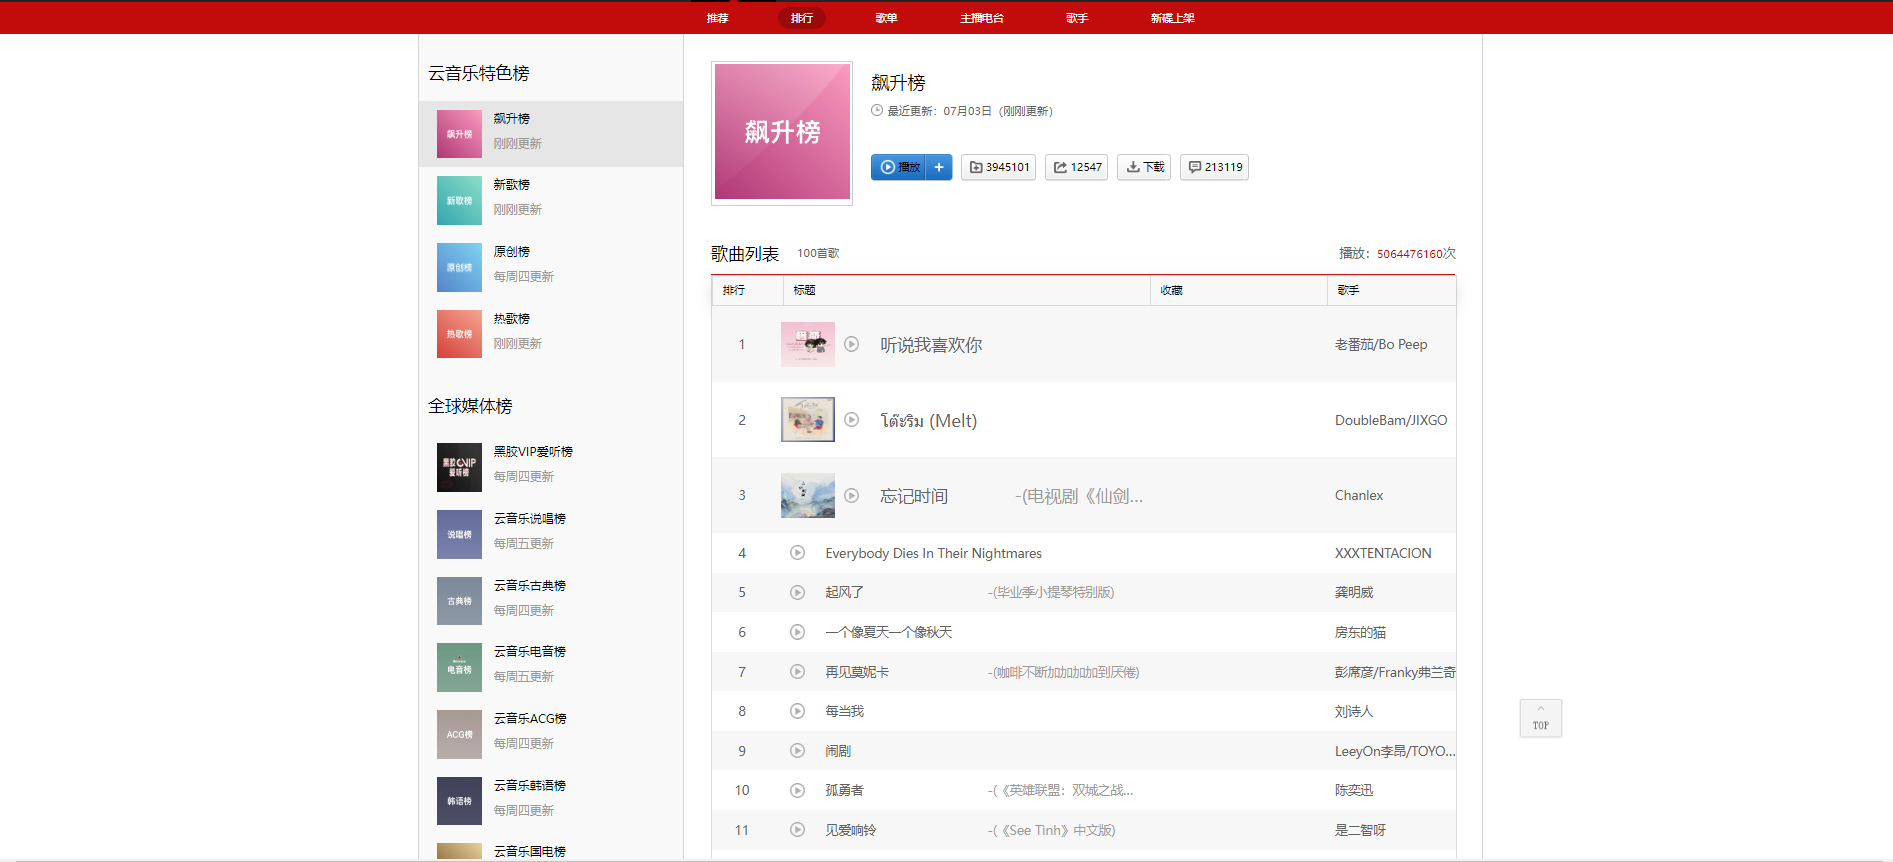 推荐 排行 歌单 主播电台 歌手 新碟上架
云音乐特色榜
飙升榜
飙升榜
刚刚更新
新歌榜
新歌榜
刚刚更新
原创榜
原创榜
每周四更新
热歌榜
热歌榜
刚刚更新
全球媒体榜
黑胶VIP爱听榜
黑胶VIP
爱听榜
每周四更新
云音乐说唱榜
说唱榜
每周五更新
云音乐古典榜
古典榜
每周四更新
云音乐电音榜
电音榜
每周五更新
云音乐ACG榜
ACG榜
每周四更新
云音乐韩语榜
韩语榜
每周四更新
云音乐国电榜
飙升榜
飙升榜
最近更新：07月03日（刚刚更新）
播放 + 3945101 12547 下载 213119
歌曲列表 100首歌 播放：5064476160次
排行 标题 收藏 歌手
1 听说我喜欢你 老番茄/Bo Peep
2 โต๊ะริม (Melt) DoubleBam/JIXGO
3 忘记时间 -(电视剧《仙剑... Chanlex
4 Everybody Dies In Their Nightmares XXXTENTACION
5 起风了 -(毕业季小提琴特别版) 龚明威
6 一个像夏天一个像秋天 房东的猫
7 再见莫妮卡 -(咖啡不断加加加加到厌倦) 彭席彦/Franky弗兰奇
8 每当我 刘诗人
9 闹剧 LeeyOn李昂/TOYO...
10 孤勇者 -(《英雄联盟：双城之战... 陈奕迅
11 见爱响铃 -(《See Tình》中文版) 是二智呀
TOP